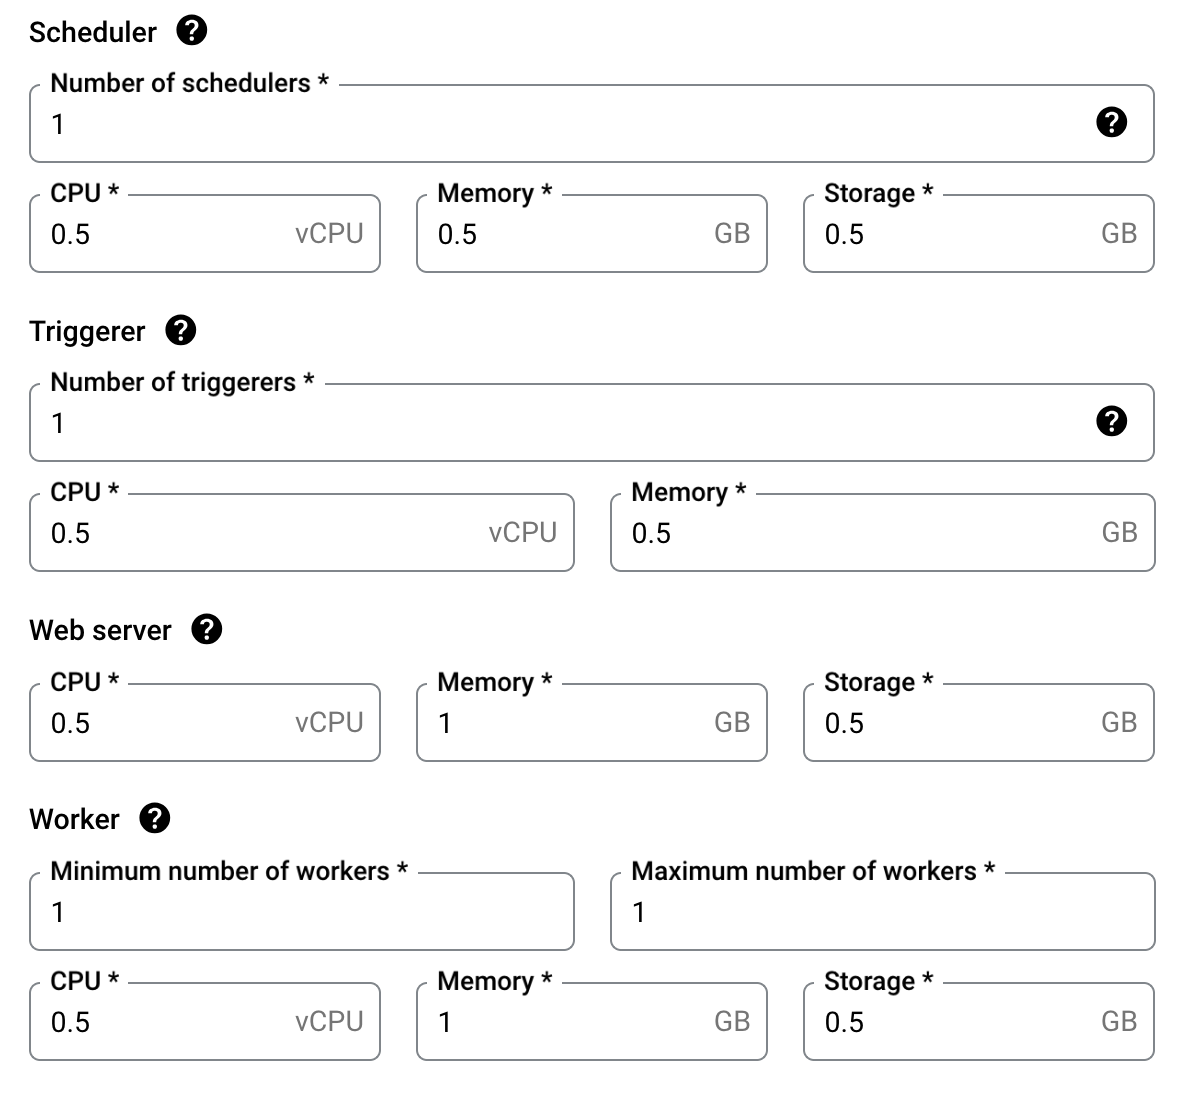 Scheduler ?
Number of schedulers *
1 ?
CPU * Memory * Storage *
0.5 vCPU 0.5 GB 0.5 GB
Triggerer ?
Number of triggerers *
1 ?
CPU * Memory *
0.5 vCPU 0.5 GB
Web server ?
CPU * Memory * Storage *
0.5 vCPU 1 GB 0.5 GB
Worker ?
Minimum number of workers * Maximum number of workers *
1 1
CPU * Memory * Storage *
0.5 vCPU 1 GB 0.5 GB